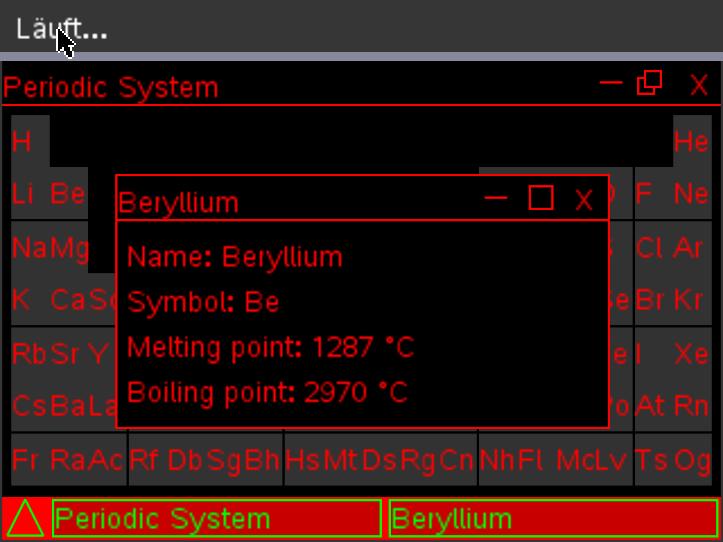 Läuft...
Periodic System
H He
Li Be F Ne
Na Mg Cl Ar
K Ca Sc Se Br Kr
Rb Sr Y I Xe
Cs Ba La At Rn
Fr Ra Ac Rf Db Sg Bh Hs Mt Ds Rg Cn Nh Fl Mc Lv Ts Og
Beryllium
Name: Beryllium
Symbol: Be
Melting point: 1287 °C
Boiling point: 2970 °C
Periodic System Beryllium